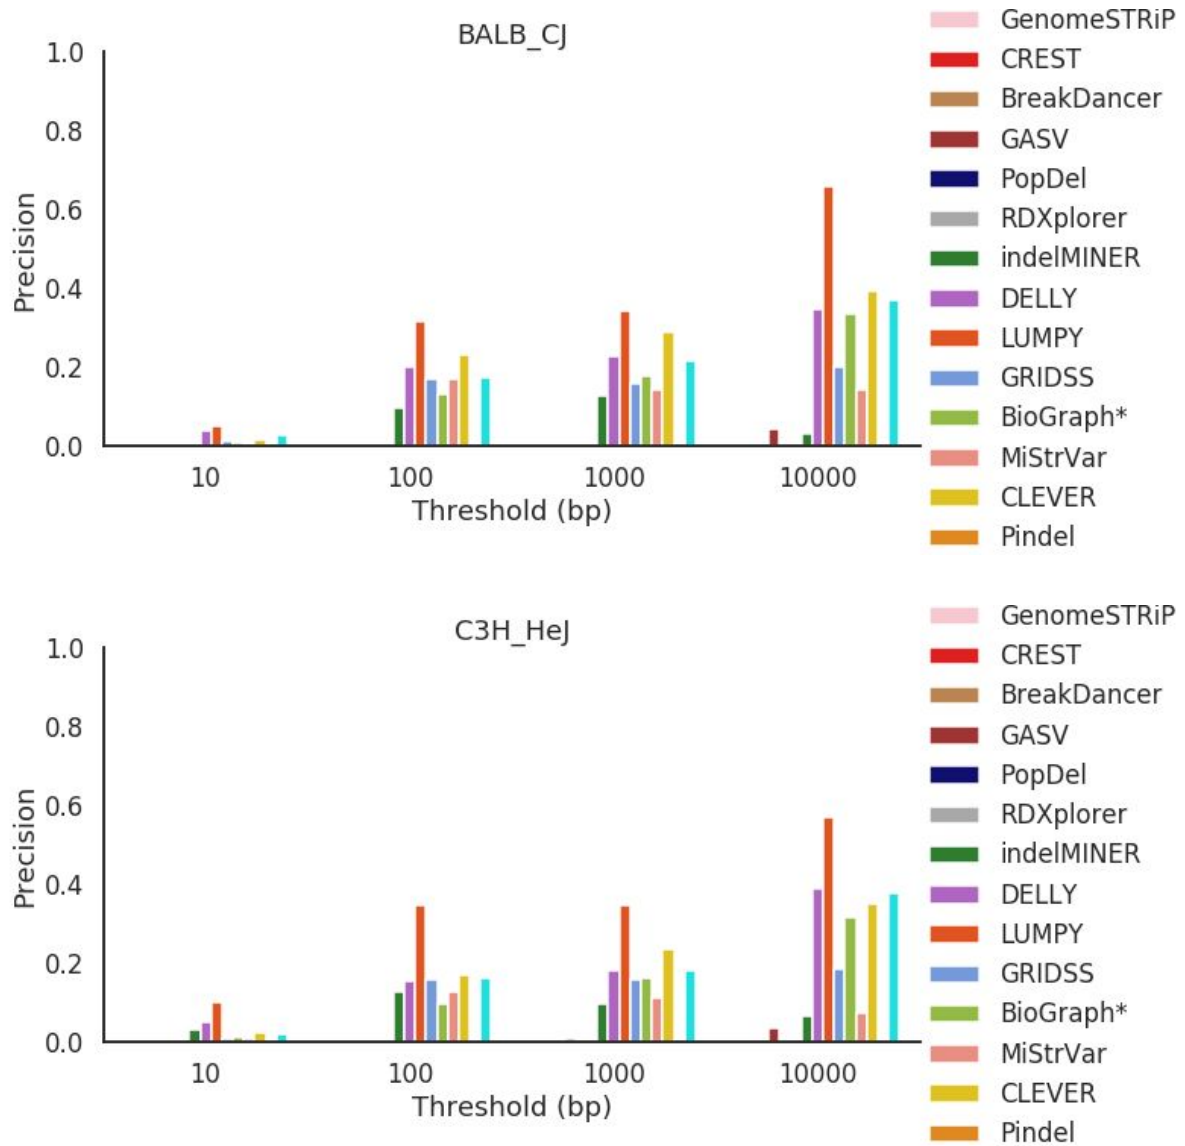 BALB_CJ
1.0
0.8
0.6
0.4
0.2
0.0
Precision
10
100
1000
10000
Threshold (bp)
GenomeSTRiP
CREST
BreakDancer
GASV
PopDel
RDXplorer
indelMINER
DELLY
LUMPY
GRIDSS
BioGraph*
MiStrVar
CLEVER
Pindel
C3H_HeJ
1.0
0.8
0.6
0.4
0.2
0.0
Precision
10
100
1000
10000
Threshold (bp)
GenomeSTRiP
CREST
BreakDancer
GASV
PopDel
RDXplorer
indelMINER
DELLY
LUMPY
GRIDSS
BioGraph*
MiStrVar
CLEVER
Pindel